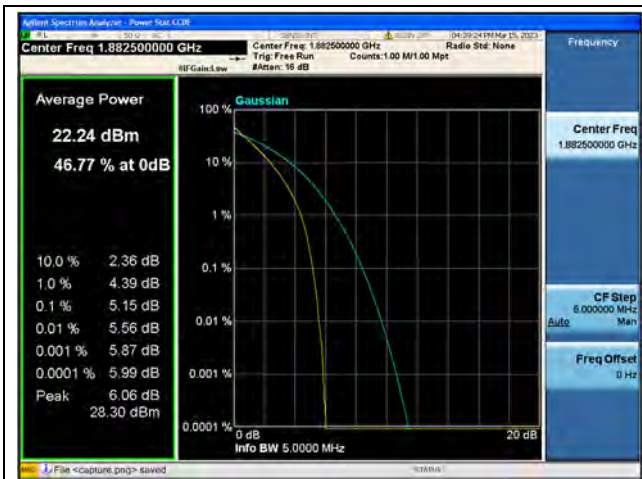 Agilent Spectrum Analyzer - Power Stat CCDF
RL 50 Ω 04:39:24 PM Mar 15, 2023
Center Freq 1.882500000 GHz
Center Freq: 1.882500000 GHz Radio Std: None
Trig: Free Run Counts:1.00 M/1.00 Mpt
#IFGain:Low #Atten: 16 dB
Frequency
Average Power
22.24 dBm
46.77 % at 0dB
10.0 % 2.36 dB
1.0 % 4.39 dB
0.1 % 5.15 dB
0.01 % 5.56 dB
0.001 % 5.87 dB
0.0001 % 5.99 dB
Peak 6.06 dB
28.30 dBm
Gaussian
100 %
10 %
1 %
0.1 %
0.01 %
0.001 %
0.0001 %
0 dB 20 dB
Info BW 5.0000 MHz
Center Freq
1.882500000 GHz
CF Step
5.000000 MHz
Auto Man
Freq Offset
0 Hz
MSG File <capture.png> saved STATUS